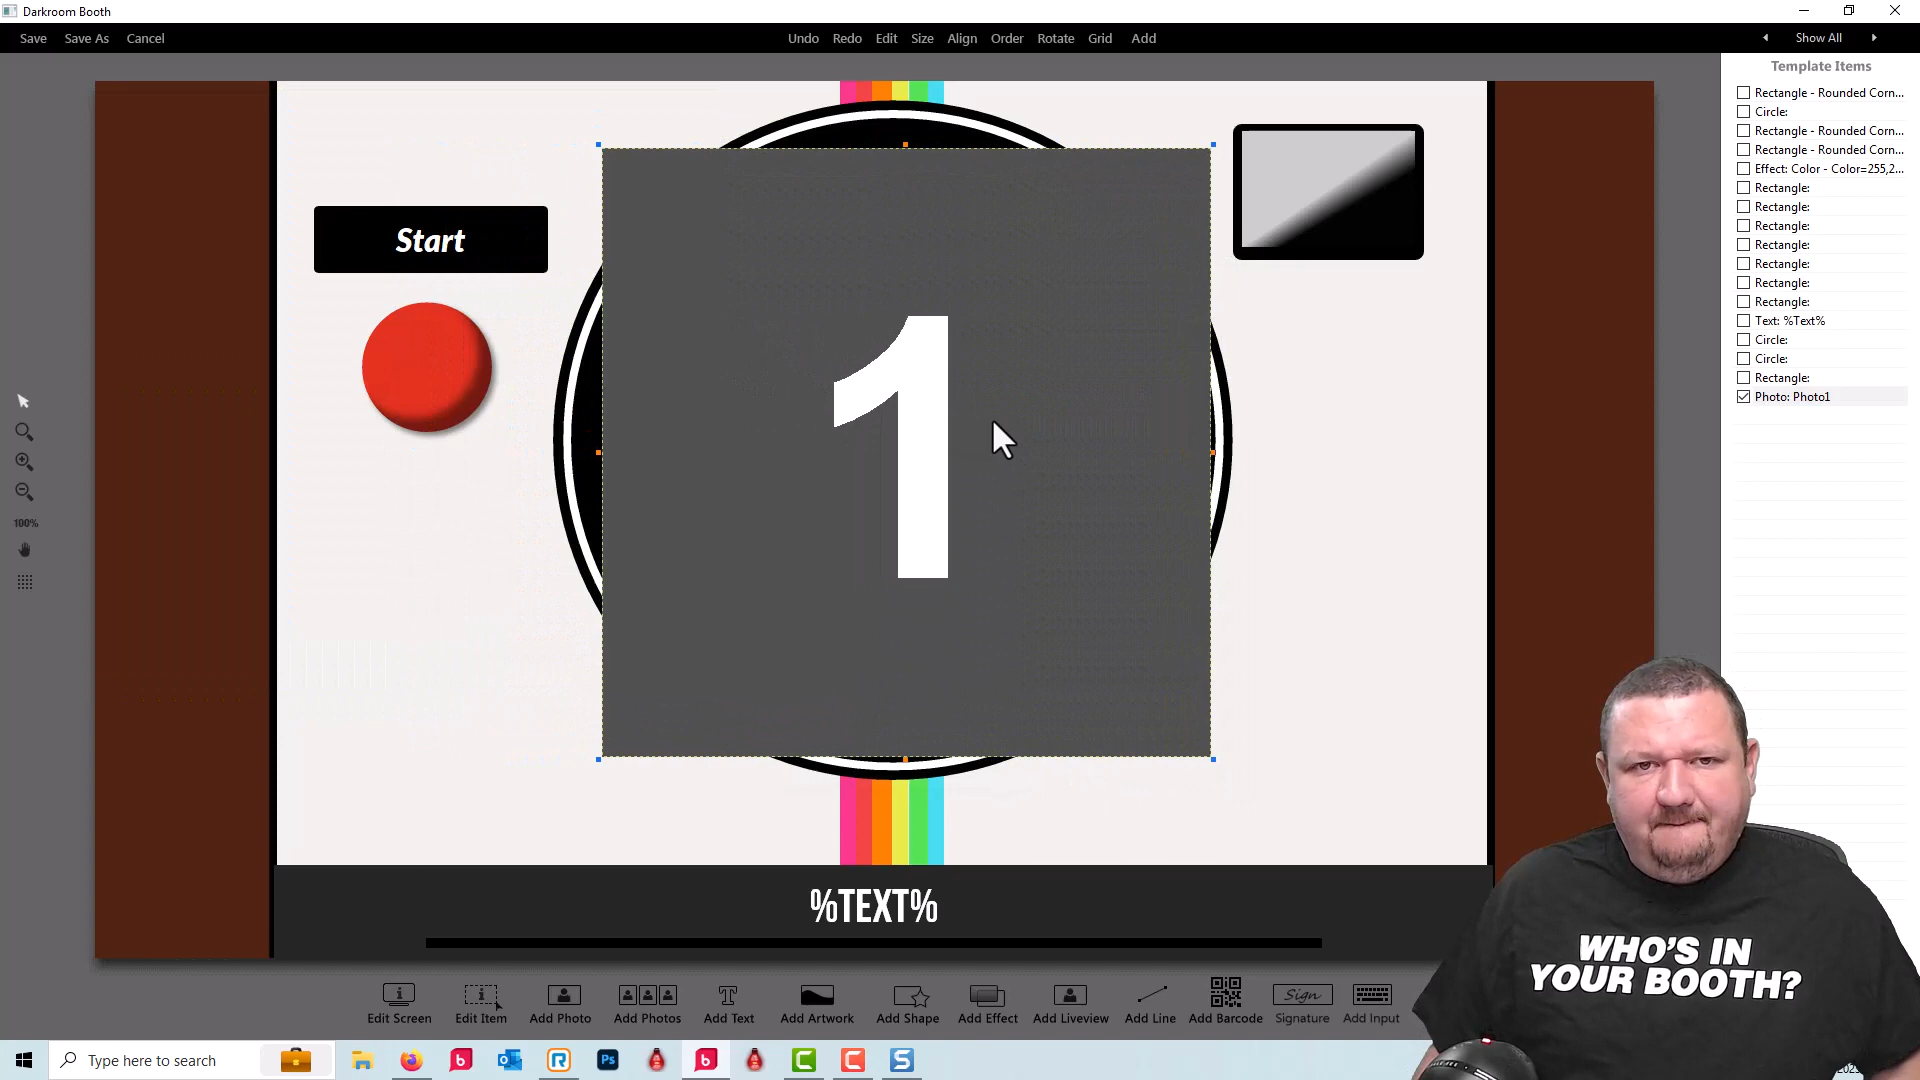 Darkroom Booth
Save Save As Cancel Undo Redo Edit Size Align Order Rotate Grid Add Show All
Template Items
Rectangle - Rounded Corn...
Circle:
Rectangle - Rounded Corn...
Rectangle - Rounded Corn...
Effect: Color - Color=255,2...
Rectangle:
Rectangle:
Rectangle:
Rectangle:
Rectangle:
Rectangle:
Rectangle:
Text: %Text%
Circle:
Circle:
Rectangle:
Photo: Photo1
Start
1
100%
%TEXT%
WHO'S IN
YOUR BOOTH?
Sign
Edit Screen Edit Item Add Photo Add Photos Add Text Add Artwork Add Shape Add Effect Add Liveview Add Line Add Barcode Signature Add Input
Type here to search